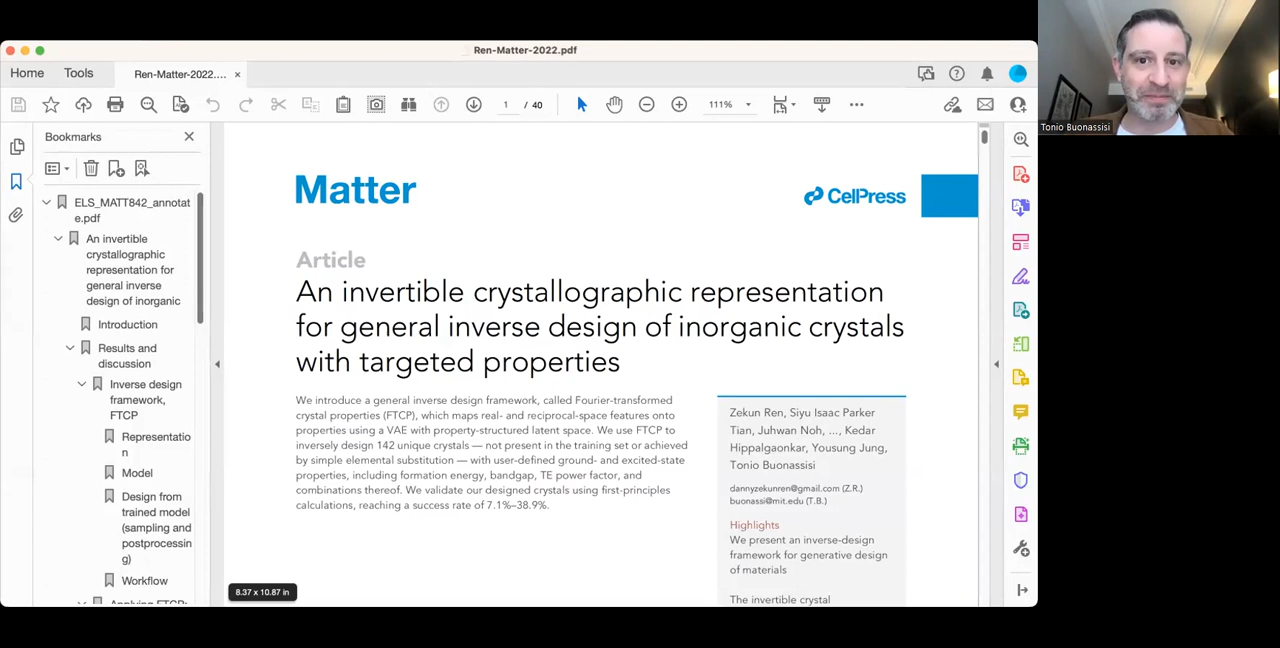 Ren-Matter-2022.pdf
Home
Tools
Ren-Matter-2022.... ×
1 / 40
111%
Tonio Buonassisi
Bookmarks
ELS_MATT842_annotat
e.pdf
An invertible
crystallographic
representation for
general inverse
design of inorganic
Introduction
Results and
discussion
Inverse design
framework,
FTCP
Representatio
n
Model
Design from
trained model
(sampling and
postprocessin
g)
Workflow
Applying FTCP:
8.37 x 10.87 in
Matter
CellPress
Article
An invertible crystallographic representation
for general inverse design of inorganic crystals
with targeted properties
We introduce a general inverse design framework, called Fourier-transformed
crystal properties (FTCP), which maps real- and reciprocal-space features onto
properties using a VAE with property-structured latent space. We use FTCP to
inversely design 142 unique crystals — not present in the training set or achieved
by simple elemental substitution — with user-defined ground- and excited-state
properties, including formation energy, bandgap, TE power factor, and
combinations thereof. We validate our designed crystals using first-principles
calculations, reaching a success rate of 7.1%–38.9%.
Zekun Ren, Siyu Isaac Parker
Tian, Juhwan Noh, ..., Kedar
Hippalgaonkar, Yousung Jung,
Tonio Buonassisi
dannyzekunren@gmail.com (Z.R.)
buonassi@mit.edu (T.B.)
Highlights
We present an inverse-design
framework for generative design
of materials
The invertible crystal